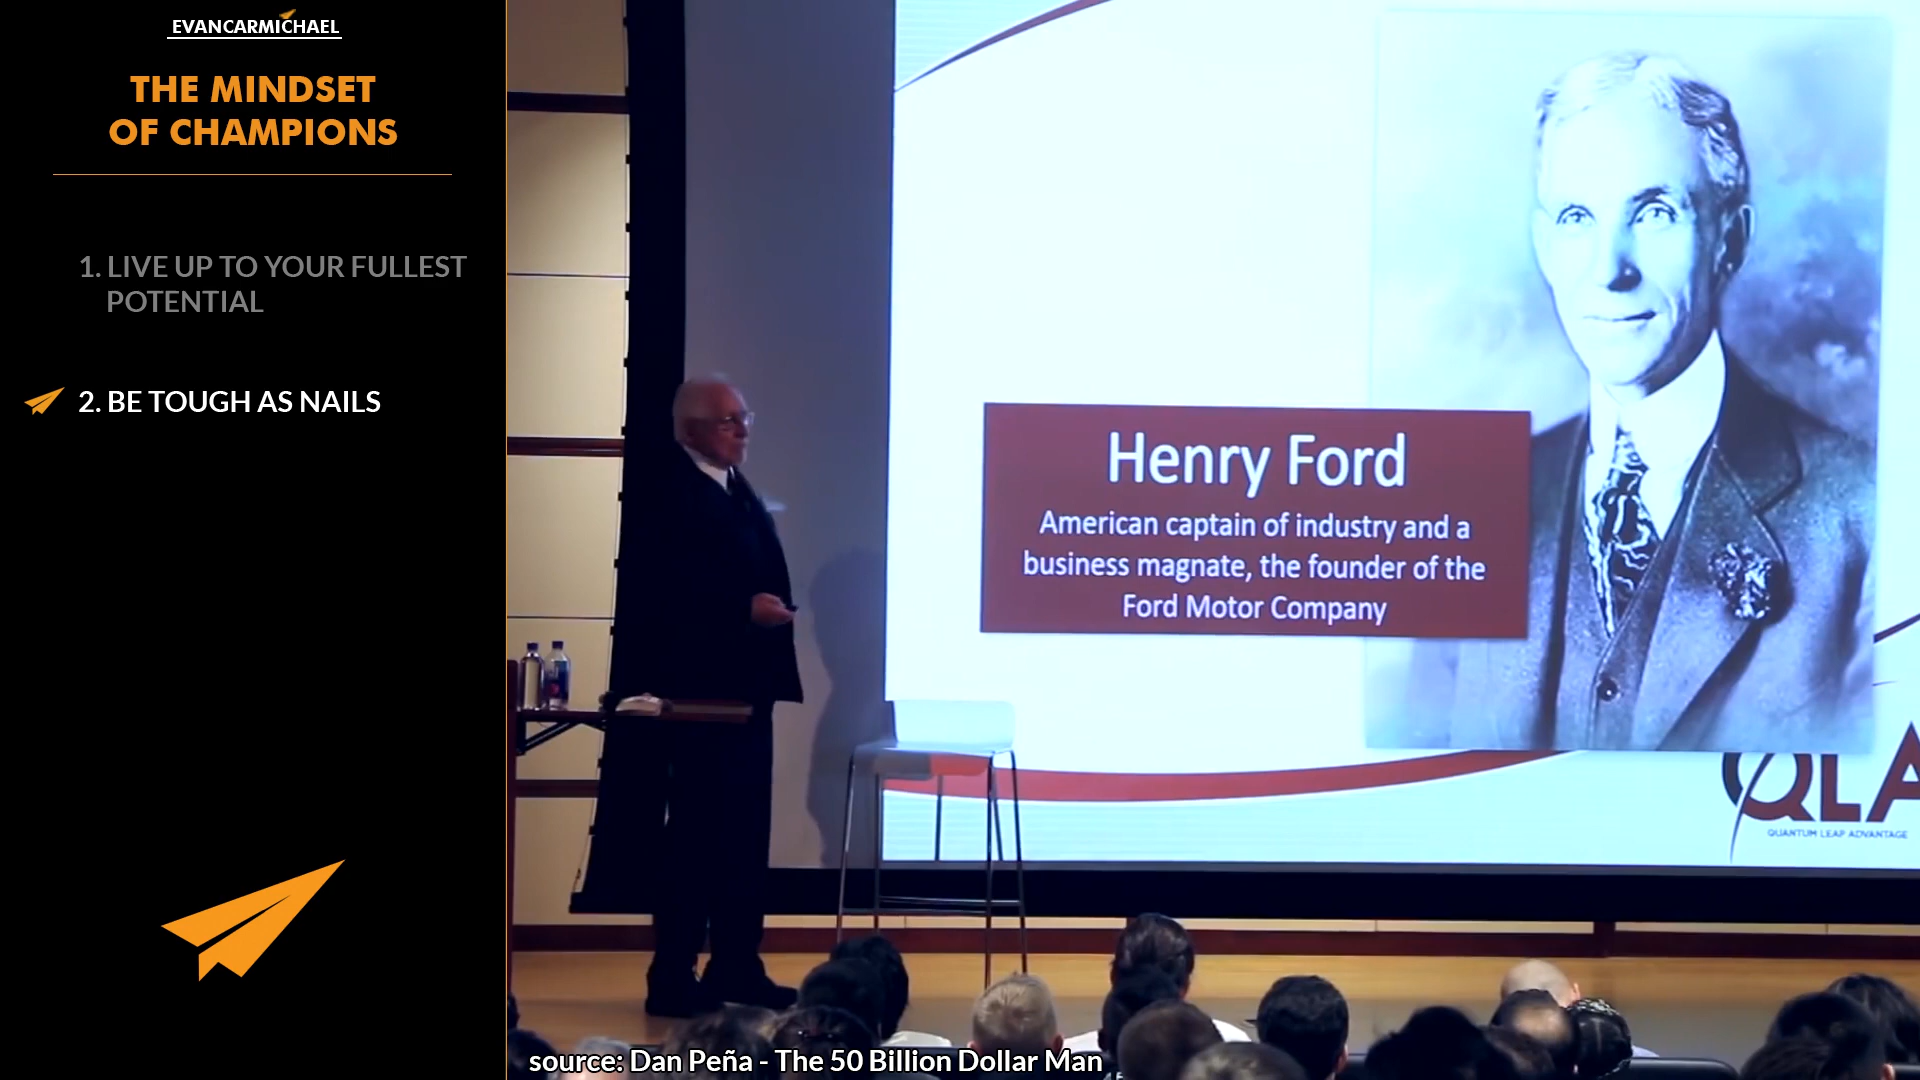 EVANCARMICHAEL
THE MINDSET
OF CHAMPIONS
1. LIVE UP TO YOUR FULLEST
POTENTIAL
2. BE TOUGH AS NAILS
Henry Ford
American captain of industry and a
business magnate, the founder of the
Ford Motor Company
QLA
QUANTUM LEAP ADVANTAGE
source: Dan Peña - The 50 Billion Dollar Man